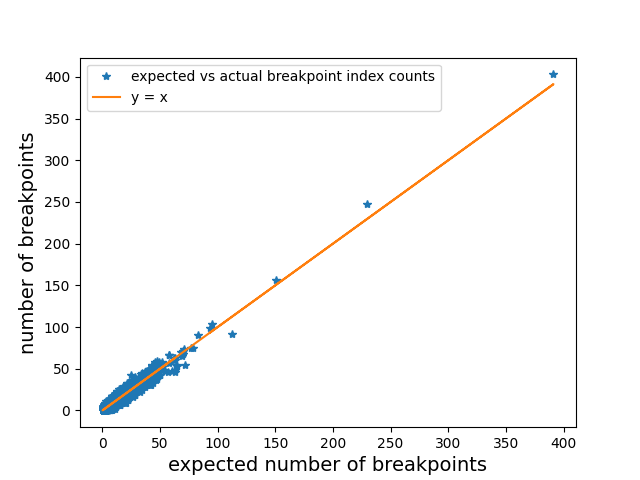 expected vs actual breakpoint index counts
y = x
400
350
300
250
200
150
100
50
0
number of breakpoints
0 50 100 150 200 250 300 350 400
expected number of breakpoints